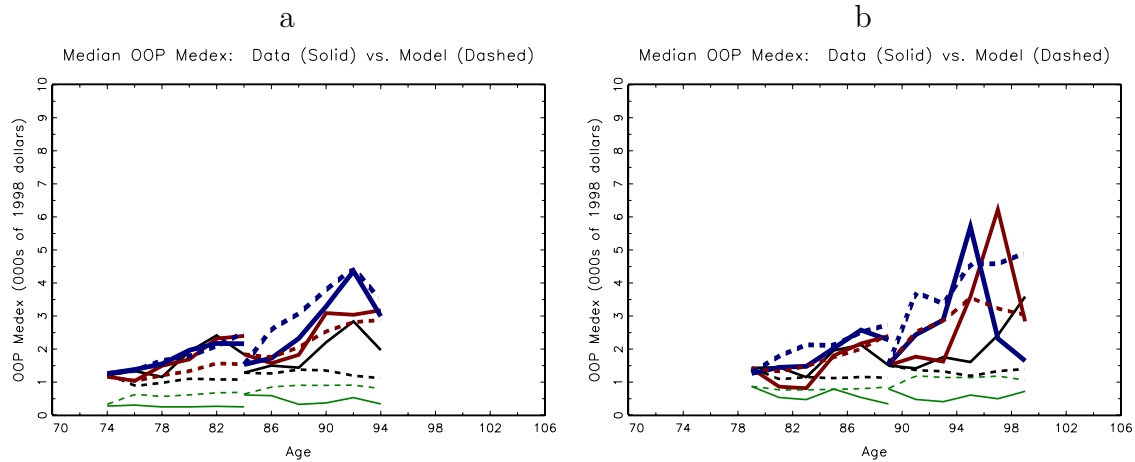 a
b
Median OOP Medex: Data (Solid) vs. Model (Dashed)
Median OOP Medex: Data (Solid) vs. Model (Dashed)
OOP Medex (000s of 1998 dollars)
0 1 2 3 4 5 6 7 8 9 10
70 74 78 82 86 90 94 98 102 106
Age
OOP Medex (000s of 1998 dollars)
0 1 2 3 4 5 6 7 8 9 10
70 74 78 82 86 90 94 98 102 106
Age